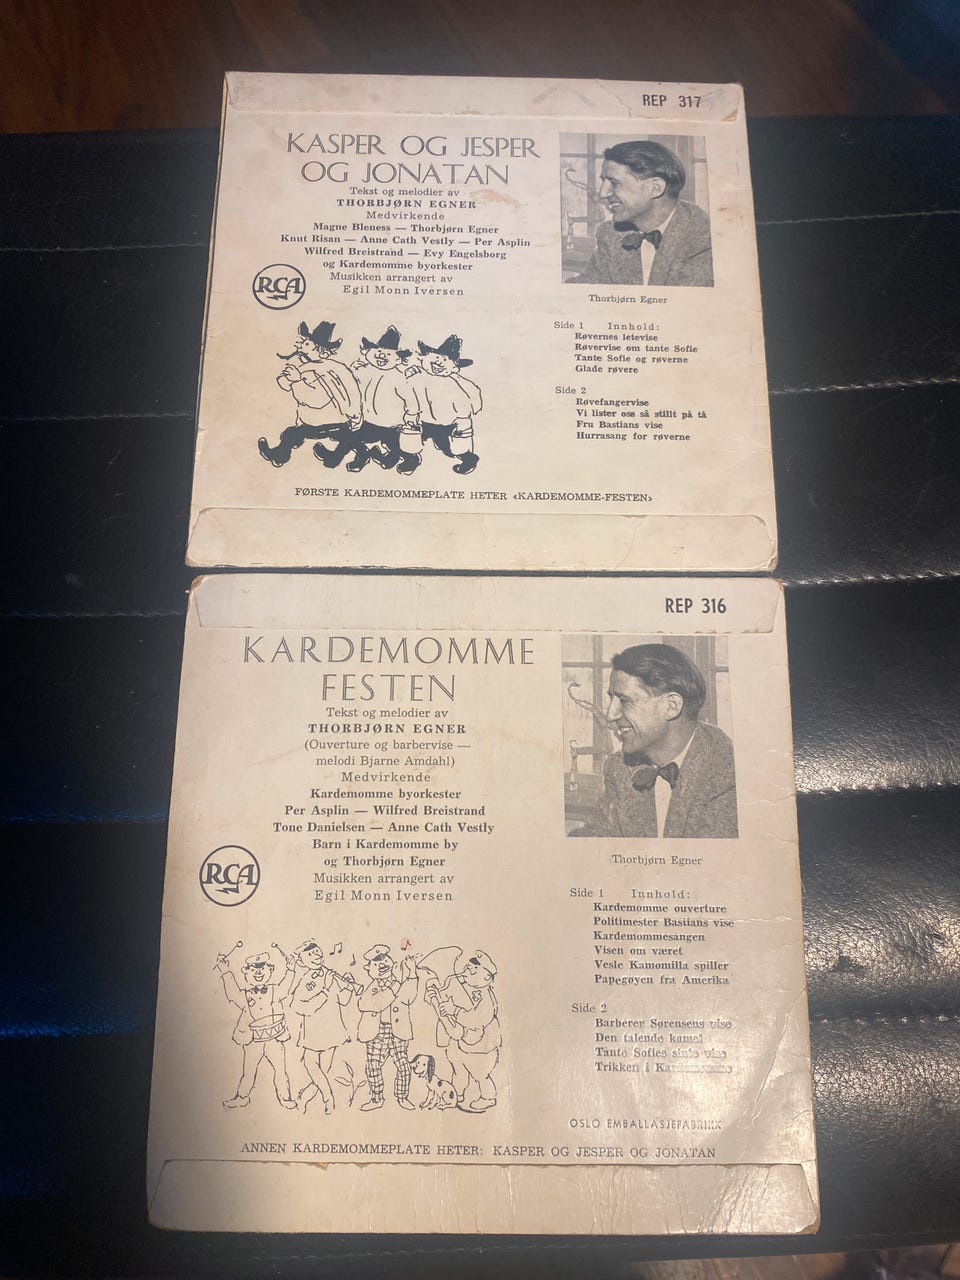 REP 317
KASPER OG JESPER
OG JONATAN
Tekst og melodier av
THORBJØRN EGNER
Medvirkende
Magne Bleness — Thorbjørn Egner
Knut Risan — Anne Cath Vestly — Per Asplin
Wilfred Breistrand — Evy Engelsborg
og Kardemomme byorkester
Musikken arrangert av
Egil Monn Iversen
RCA
Thorbjørn Egner
Side 1 Innhold:
Røvernes letevise
Røvervise om tante Sofie
Tante Sofie og røverne
Glade røvere
Side 2
Røvefangervise
Vi lister oss så stillt på tå
Fru Bastians vise
Hurrasang for røverne
FØRSTE KARDEMOMMEPLATE HETER «KARDEMOMME-FESTEN»
REP 316
KARDEMOMME
FESTEN
Tekst og melodier av
THORBJØRN EGNER
(Ouverture og barbervise —
melodi Bjarne Amdahl)
Medvirkende
Kardemomme byorkester
Per Asplin — Wilfred Breistrand
Tone Danielsen — Anne Cath Vestly
Barn i Kardemomme by
og Thorbjørn Egner
Musikken arrangert av
Egil Monn Iversen
RCA
Thorbjørn Egner
Side 1 Innhold:
Kardemomme ouverture
Politimester Bastians vise
Kardemommesangen
Visen om været
Vesle Kamomilla spiller
Papegøyen fra Amerika
Side 2
Barberer Sørensens vise
Den talende kamel
Tante Sofies sinte vise
Trikken i Kardemomme
OSLO EMBALLASJEFABRIKK
ANNEN KARDEMOMMEPLATE HETER: KASPER OG JESPER OG JONATAN